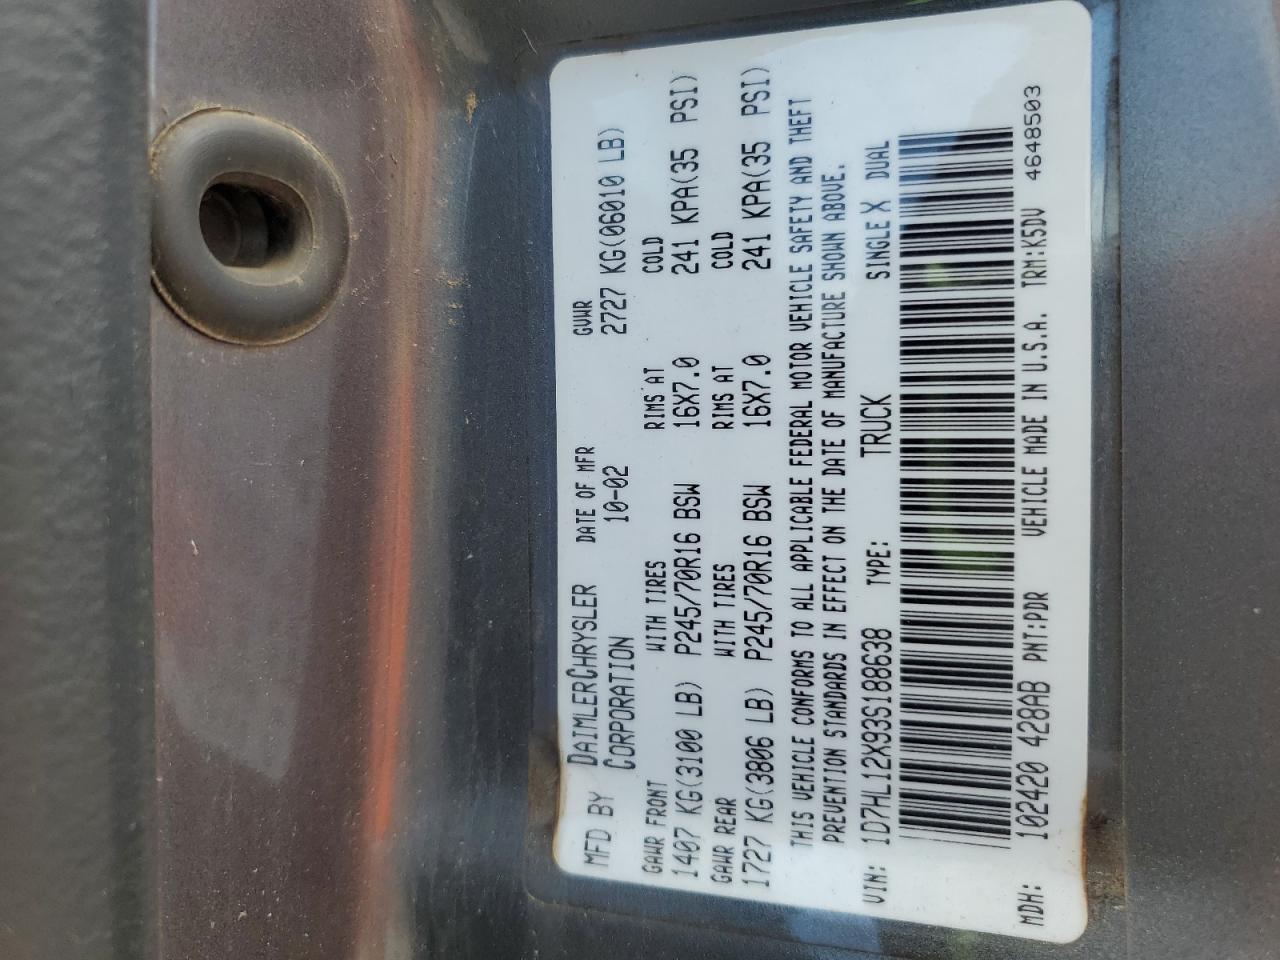 MFD BY DAIMLERCHRYSLER DATE OF MFR GVWR
CORPORATION 10-02 2727 KG(06010 LB)
GAWR FRONT WITH TIRES RIMS AT COLD
1407 KG(3100 LB) P245/70R16 BSW 16X7.0 241 KPA(35 PSI)
GAWR REAR WITH TIRES RIMS AT COLD
1727 KG(3806 LB) P245/70R16 BSW 16X7.0 241 KPA(35 PSI)
THIS VEHICLE CONFORMS TO ALL APPLICABLE FEDERAL MOTOR VEHICLE SAFETY AND THEFT
PREVENTION STANDARDS IN EFFECT ON THE DATE OF MANUFACTURE SHOWN ABOVE.
VIN: 1D7HL12X93S188638 TYPE: TRUCK SINGLE X DUAL
MDH: 102420 428AB PNT:PDR VEHICLE MADE IN U.S.A. TRM:K5DV 4648503